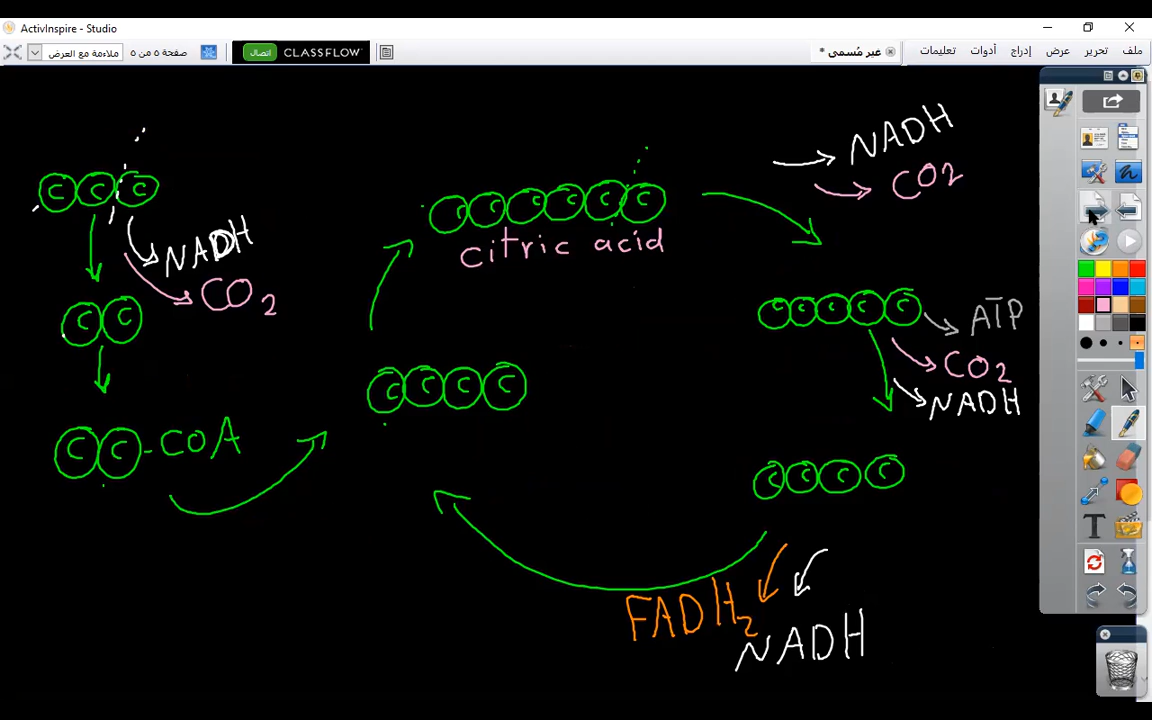 ActivInspire - Studio
ملف تحرير عرض إدراج أدوات تعليمات
غير مُسمى *
CLASSFLOW اتصال
صفحة ٥ من ٥
ملاءمة مع العرض
C C C
NADH
CO2
C C
C C - COA
C C C C C C
citric acid
NADH
CO2
C C C C C
ATP
CO2
NADH
C C C C
FADH2
NADH
C C C C